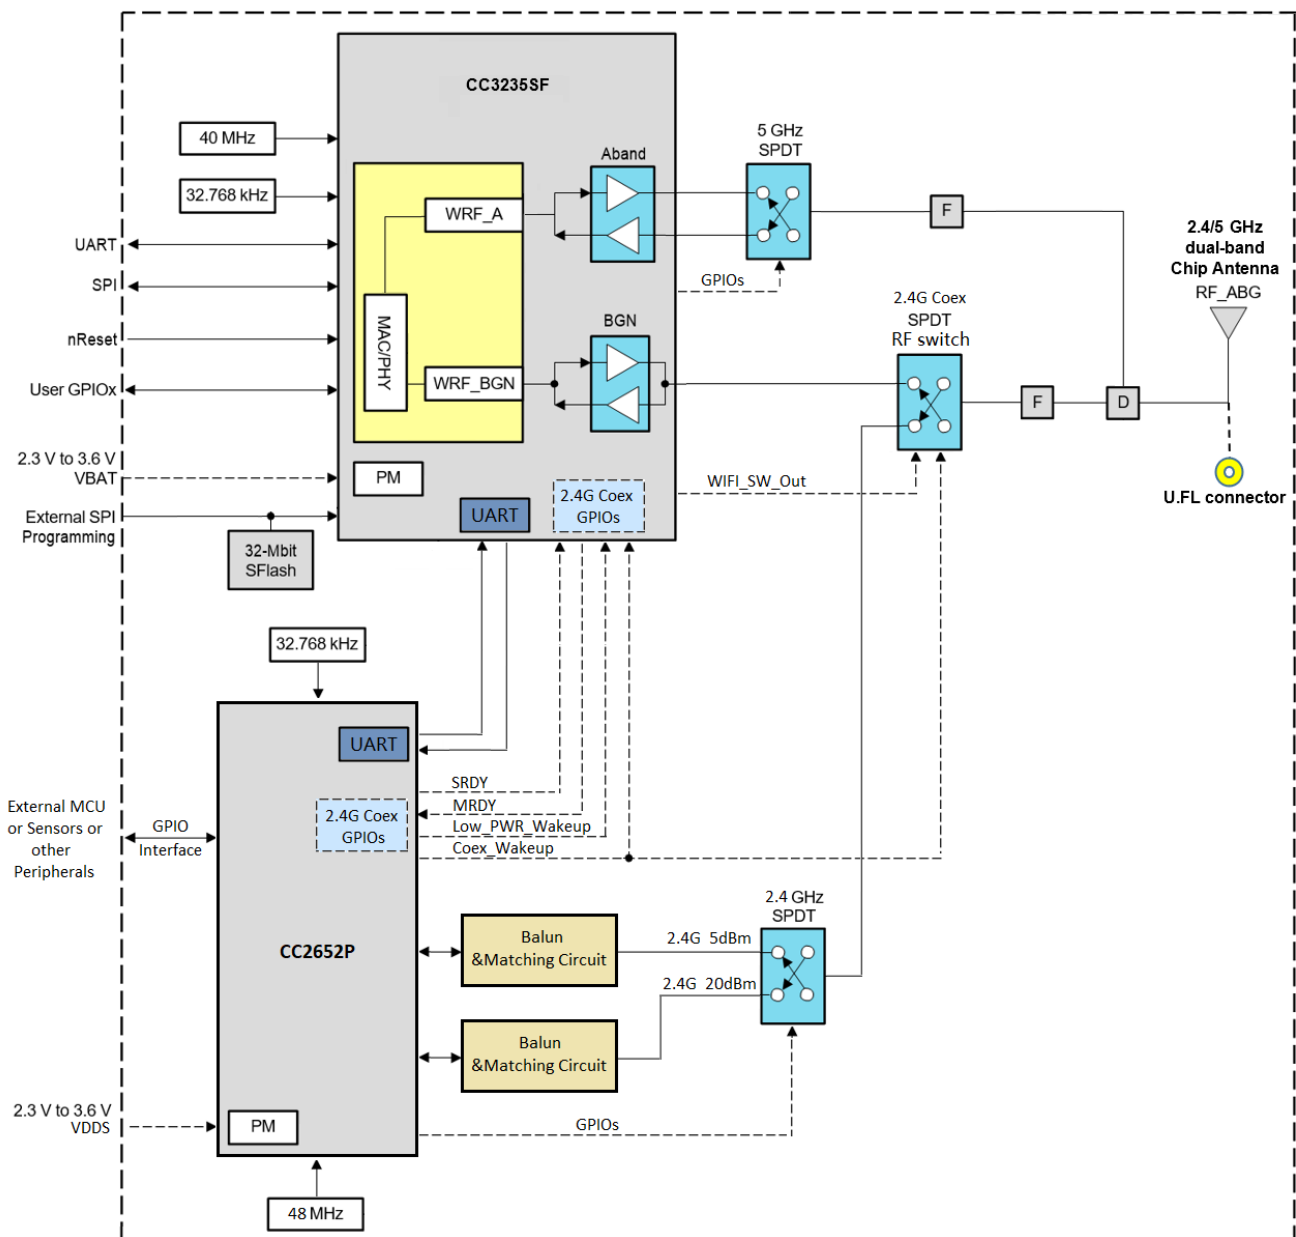 CC3235SF
40 MHz
32.768 kHz
UART
SPI
nReset
User GPIOx
2.3 V to 3.6 V
VBAT
External SPI
Programming
32-Mbit
SFlash
WRF_A
MAC/PHY
WRF_BGN
PM
UART
2.4G Coex
GPIOs
Aband
BGN
5 GHz
SPDT
GPIOs
F
2.4G Coex
SPDT
RF switch
F
D
WIFI_SW_Out
2.4/5 GHz
dual-band
Chip Antenna
RF_ABG
U.FL connector
32.768 kHz
UART
2.4G Coex
GPIOs
SRDY
MRDY
Low_PWR_Wakeup
Coex_Wakeup
External MCU
or Sensors or
other
Peripherals
GPIO
Interface
CC2652P
Balun
&Matching Circuit
2.4G 5dBm
2.4G 20dBm
2.4 GHz
SPDT
Balun
&Matching Circuit
GPIOs
2.3 V to 3.6 V
VDDS
PM
48 MHz